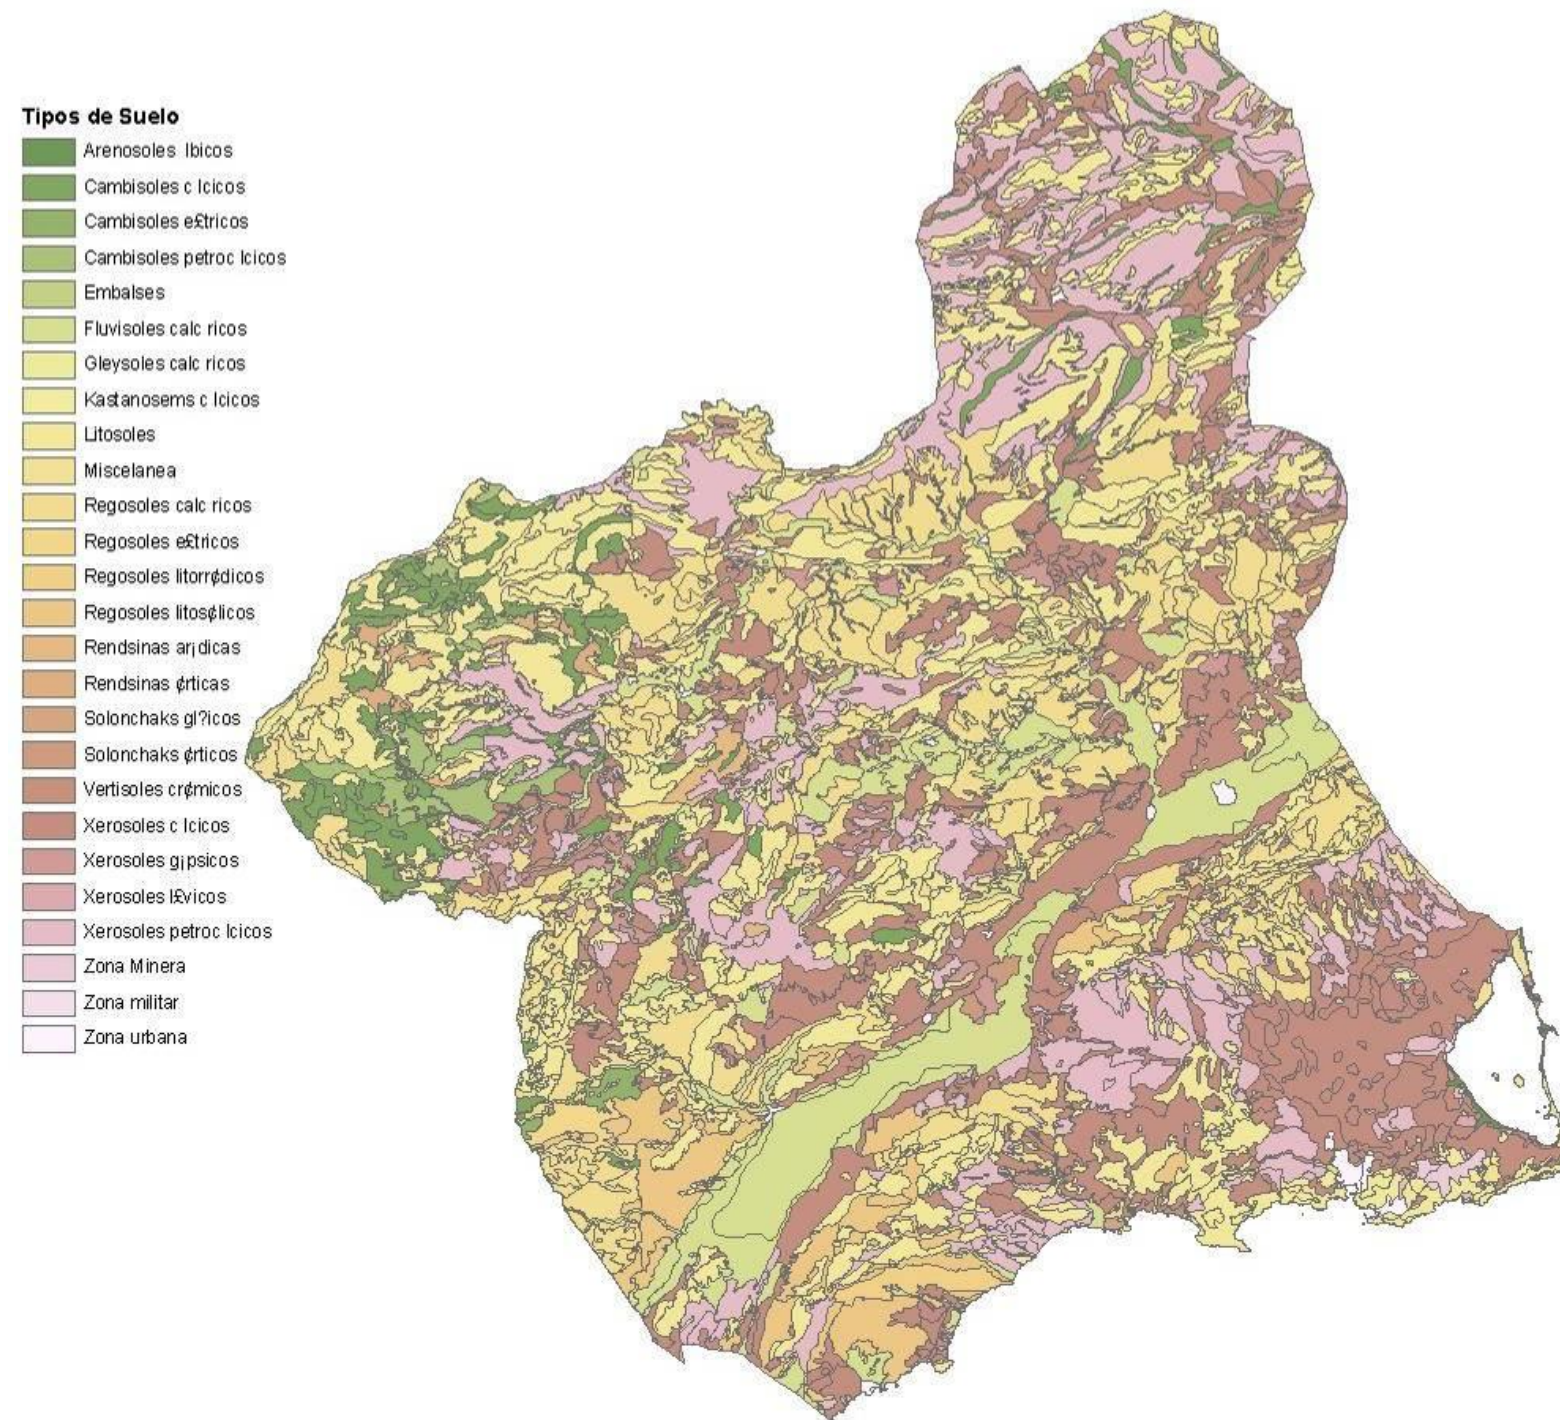 Tipos de Suelo
Arenosoles lbicos
Cambisoles c lcicos
Cambisoles e£tricos
Cambisoles petroc lcicos
Embalses
Fluvisoles calc ricos
Gleysoles calc ricos
Kastanosems c lcicos
Litosoles
Miscelanea
Regosoles calc ricos
Regosoles e£tricos
Regosoles litorr¢dicos
Regosoles litos¢licos
Rendsinas ar¡dicas
Rendsinas ¢rticas
Solonchaks gl?icos
Solonchaks ¢rticos
Vertisoles cr¢micos
Xerosoles c lcicos
Xerosoles g¡psicos
Xerosoles l£vicos
Xerosoles petroc lcicos
Zona Minera
Zona militar
Zona urbana